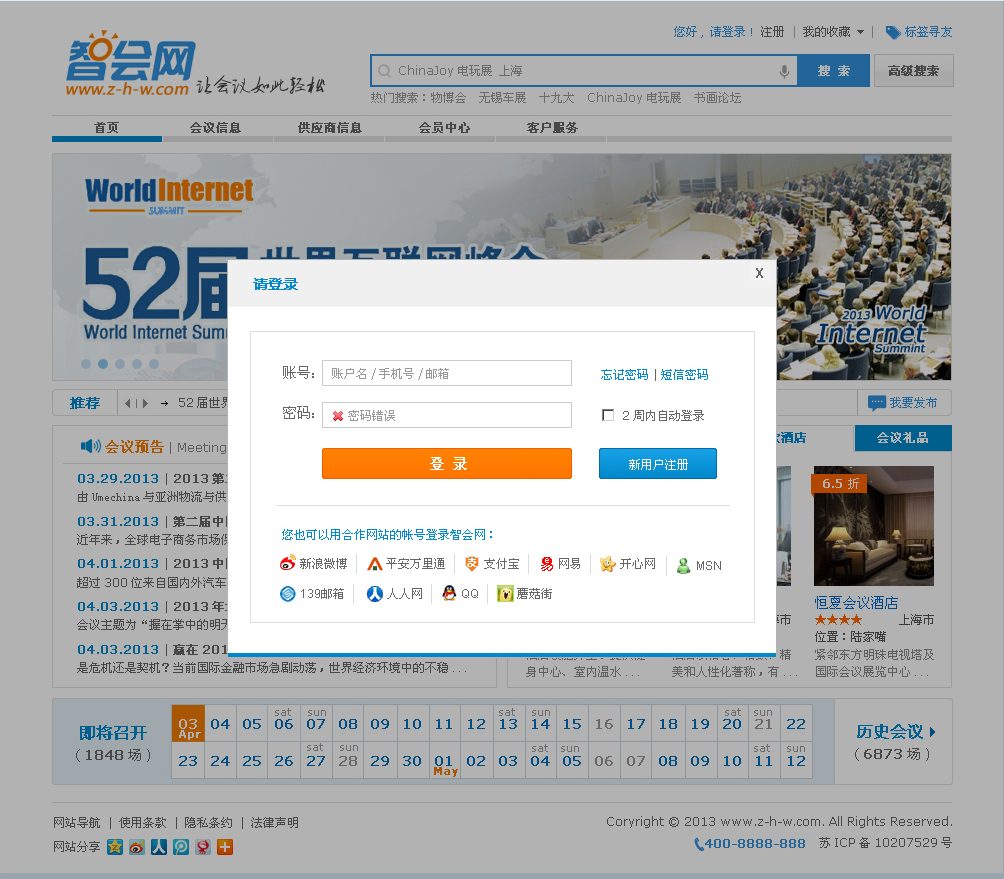 您好，请登录！ 注册 | 我的收藏 | 标签寻友
智会网
www.z-h-w.com 让会议如此轻松
ChinaJoy 电玩展 上海 搜 索 高级搜索
热门搜索：物博会 无锡车展 十九大 ChinaJoy 电玩展 书画论坛
首页 会议信息 供应商信息 会员中心 客户服务
WorldInternet
SUMMIT
52届世界互联网峰会
World Internet Summ
2013 World
Internet
Summint
请登录 X
账号： 账户名 / 手机号 / 邮箱 忘记密码 | 短信密码
密码： 密码错误 2 周内自动登录
登 录 新用户注册
您也可以用合作网站的帐号登录智会网：
新浪微博 平安万里通 支付宝 网易 开心网 MSN
139邮箱 人人网 QQ 蘑菇街
推荐 → 52 届世界 我要发布
会议预告 | Meeting
03.29.2013 | 2013 第
由 Umechina 与亚洲物流与供
03.31.2013 | 第二届中
近年来，全球电子商务市场保
04.01.2013 | 2013 中
超过 300 位来自国内外汽车
04.03.2013 | 2013 年
会议主题为“握在掌中的明天
04.03.2013 | 赢在 201
是危机还是契机？当前国际金融市场急剧动荡，世界经济环境中的不稳 . . .
酒店 会议礼品
6.5 折
恒夏会议酒店
★★★★ 上海市
位置：陆家嘴
紧邻东方明珠电视塔及
国际会议展览中心 . . .
身中心、室内温水 . . .
美和人性化著称，有 . . .
即将召开
（1848 场）
03 Apr 04 05 sat 06 sun 07 08 09 10 11 12 sat 13 sun 14 15 16 17 18 19 sat 20 sun 21 22
23 24 25 26 sat 27 sun 28 29 30 01 May 02 03 sat 04 sun 05 06 07 08 09 10 sat 11 sun 12
历史会议
（6873 场）
网站导航 | 使用条款 | 隐私条约 | 法律声明
网站分享
Coryright © 2013 www.z-h-w.com. All Rights Reserved.
400-8888-888 苏 ICP 备 10207529 号